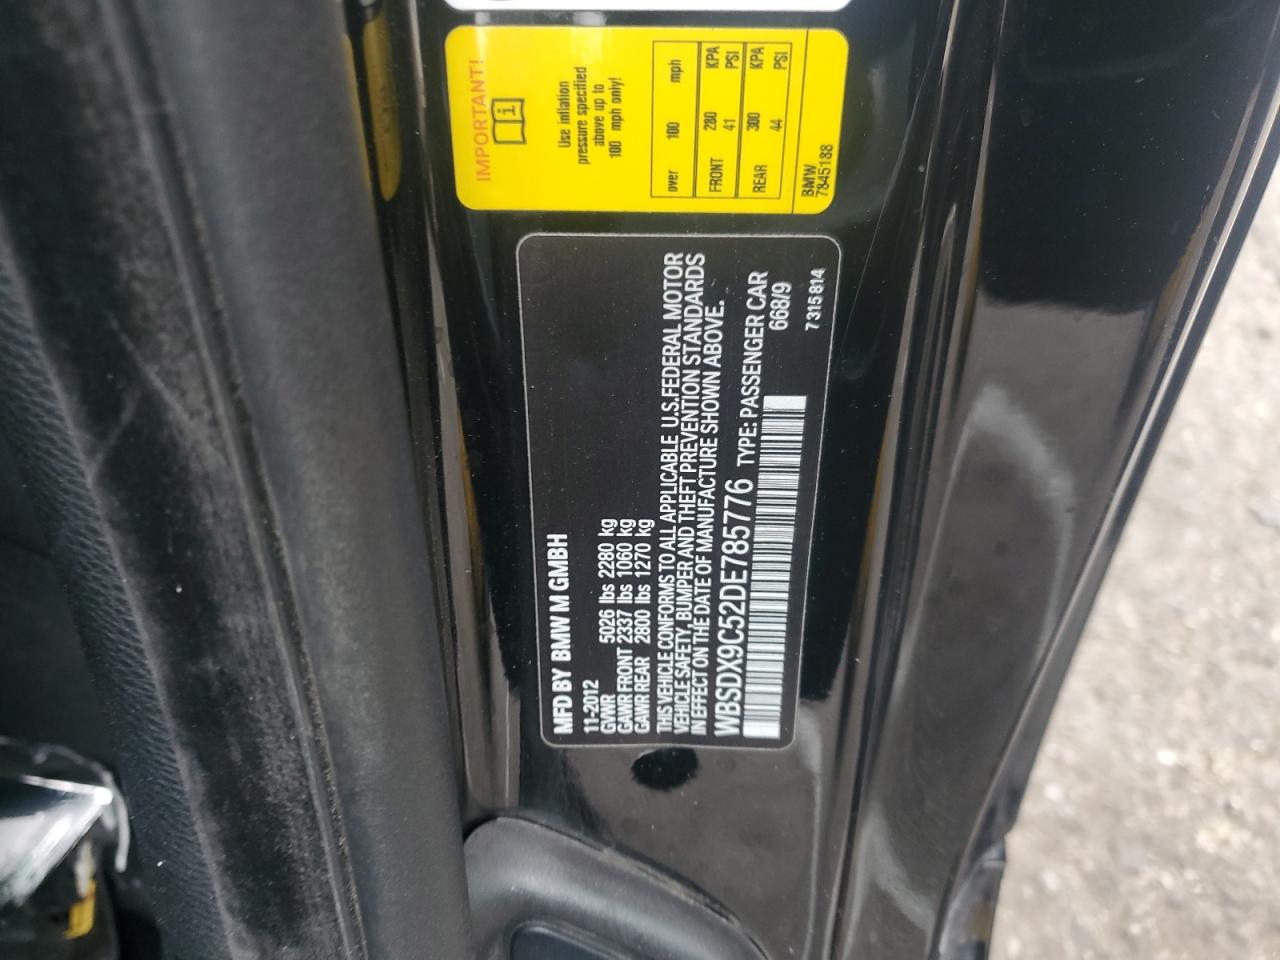 IMPORTANT!
Use inflation
pressure specified
above up to
100 mph only!
over 100 mph
FRONT 280 KPA
41 PSI
REAR 300 KPA
44 PSI
BMW
7845188
MFD BY BMW M GMBH
11-2012
GVWR 5026 lbs 2280 kg
GAWR FRONT 2337 lbs 1060 kg
GAWR REAR 2800 lbs 1270 kg
THIS VEHICLE CONFORMS TO ALL APPLICABLE U.S.FEDERAL MOTOR
VEHICLE SAFETY, BUMPER AND THEFT PREVENTION STANDARDS
IN EFFECT ON THE DATE OF MANUFACTURE SHOWN ABOVE.
WBSDX9C52DE785776 TYPE: PASSENGER CAR
668/9
7315814